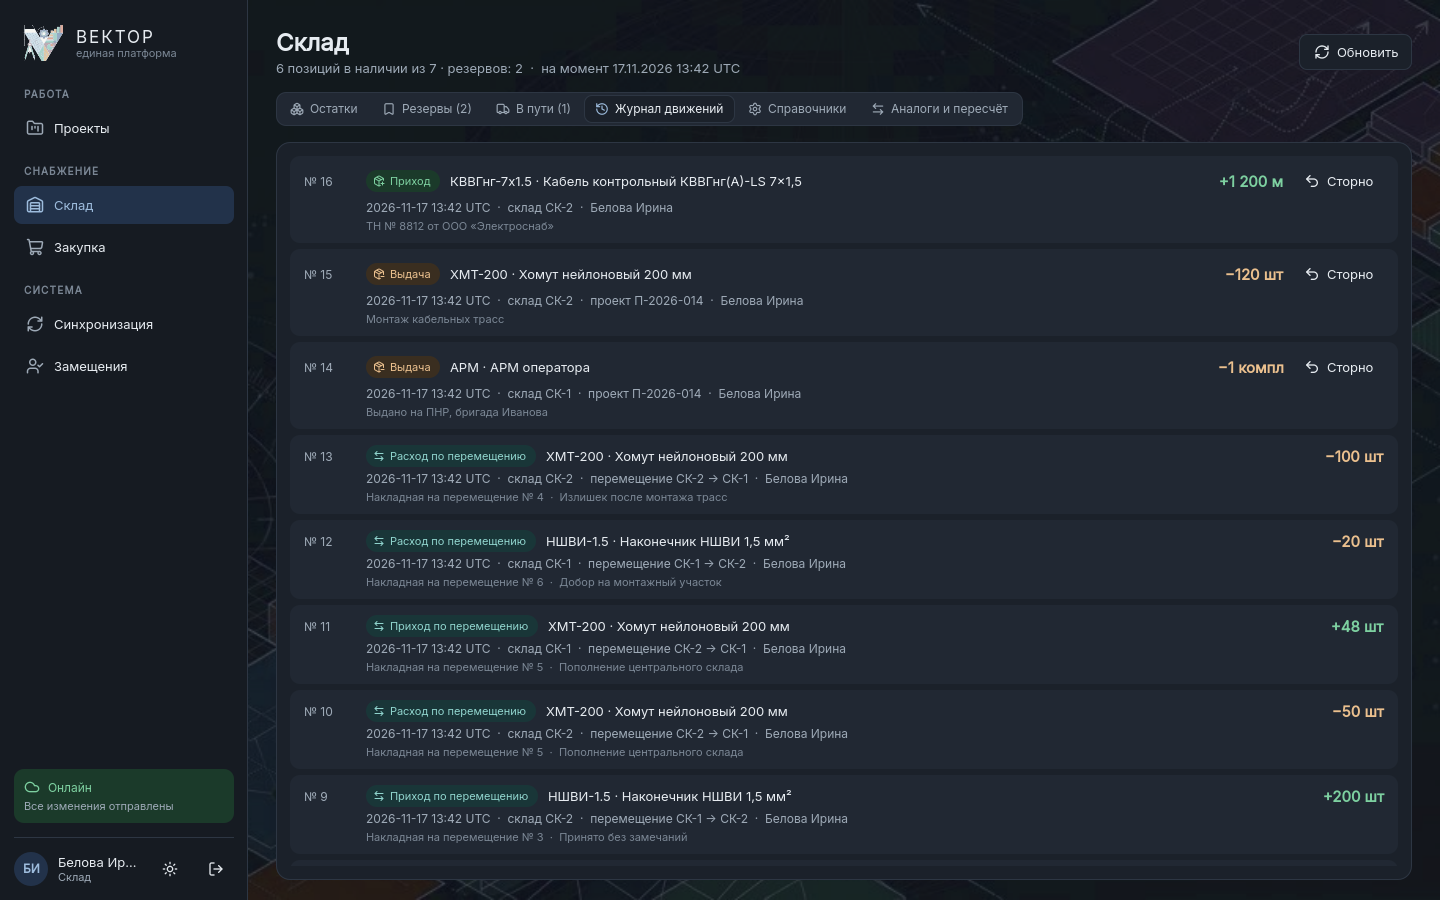 ВЕКТОР
единая платформа
РАБОТА
Проекты
СНАБЖЕНИЕ
Склад
Закупка
СИСТЕМА
Синхронизация
Замещения
Онлайн
Все изменения отправлены
БИ
Белова Ир...
Склад
Склад
6 позиций в наличии из 7 · резервов: 2 · на момент 17.11.2026 13:42 UTC
Обновить
Остатки Резервы (2) В пути (1) Журнал движений Справочники Аналоги и пересчёт
№ 16 Приход КВВГнг-7х1.5 · Кабель контрольный КВВГнг(А)-LS 7×1,5 +1 200 м Сторно
2026-11-17 13:42 UTC · склад СК-2 · Белова Ирина
ТН № 8812 от ООО «Электроснаб»
№ 15 Выдача ХМТ-200 · Хомут нейлоновый 200 мм −120 шт Сторно
2026-11-17 13:42 UTC · склад СК-2 · проект П-2026-014 · Белова Ирина
Монтаж кабельных трасс
№ 14 Выдача АРМ · АРМ оператора −1 компл Сторно
2026-11-17 13:42 UTC · склад СК-1 · проект П-2026-014 · Белова Ирина
Выдано на ПНР, бригада Иванова
№ 13 Расход по перемещению ХМТ-200 · Хомут нейлоновый 200 мм −100 шт
2026-11-17 13:42 UTC · склад СК-2 · перемещение СК-2 → СК-1 · Белова Ирина
Накладная на перемещение № 4 · Излишек после монтажа трасс
№ 12 Расход по перемещению НШВИ-1.5 · Наконечник НШВИ 1,5 мм² −20 шт
2026-11-17 13:42 UTC · склад СК-1 · перемещение СК-1 → СК-2 · Белова Ирина
Накладная на перемещение № 6 · Добор на монтажный участок
№ 11 Приход по перемещению ХМТ-200 · Хомут нейлоновый 200 мм +48 шт
2026-11-17 13:42 UTC · склад СК-1 · перемещение СК-2 → СК-1 · Белова Ирина
Накладная на перемещение № 5 · Пополнение центрального склада
№ 10 Расход по перемещению ХМТ-200 · Хомут нейлоновый 200 мм −50 шт
2026-11-17 13:42 UTC · склад СК-2 · перемещение СК-2 → СК-1 · Белова Ирина
Накладная на перемещение № 5 · Пополнение центрального склада
№ 9 Приход по перемещению НШВИ-1.5 · Наконечник НШВИ 1,5 мм² +200 шт
2026-11-17 13:42 UTC · склад СК-2 · перемещение СК-1 → СК-2 · Белова Ирина
Накладная на перемещение № 3 · Принято без замечаний